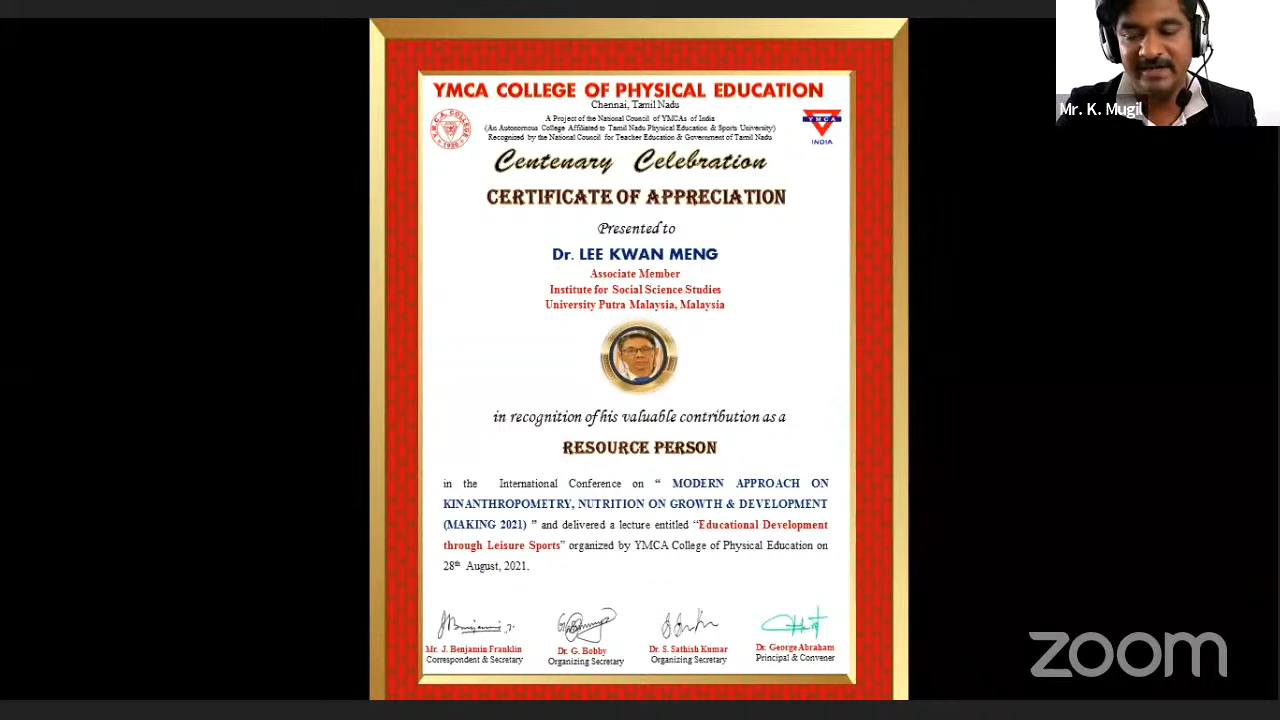 YMCA COLLEGE OF PHYSICAL EDUCATION
Chennai, Tamil Nadu
A Project of the National Council of YMCAs of India
(An Autonomous College Affiliated to Tamil Nadu Physical Education & Sports University)
Recognized by the National Council for Teacher Education & Government of Tamil Nadu
Y.M.C.A. COLLEGE
1920
YMCA
INDIA
Centenary Celebration
CERTIFICATE OF APPRECIATION
Presented to
Dr. LEE KWAN MENG
Associate Member
Institute for Social Science Studies
University Putra Malaysia, Malaysia
in recognition of his valuable contribution as a
RESOURCE PERSON
in the International Conference on “ MODERN APPROACH ON
KINANTHROPOMETRY, NUTRITION ON GROWTH & DEVELOPMENT
(MAKING 2021) ” and delivered a lecture entitled “Educational Development
through Leisure Sports” organized by YMCA College of Physical Education on
28th August, 2021.
Mr. J. Benjamin Franklin
Correspondent & Secretary
Dr. G. Bobby
Organizing Secretary
Dr. S. Sathish Kumar
Organizing Secretary
Dr. George Abraham
Principal & Convener
Mr. K. Mugil
zoom